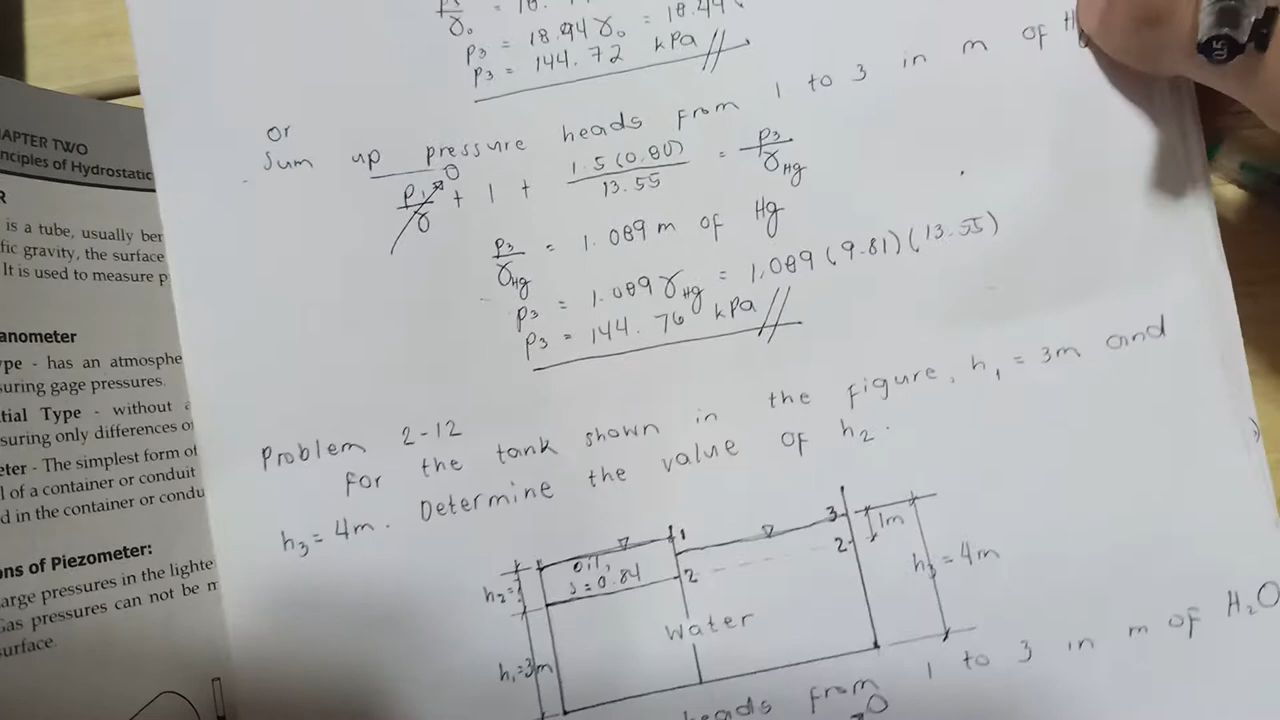 p₃ = 18.44γₒ = 18.44
p₃ = 144.72 kPa
Or
Sum up pressure heads from 1 to 3 in m of H
p₁/γ + 1 + 1.5(0.80)/13.55 = p₃/γHg
0
p₃/γHg = 1.089 m of Hg
p₃ = 1.089 γHg = 1.089 (9.81) (13.55)
p₃ = 144.76 kPa
Problem 2-12
For the tank shown in the figure, h₁ = 3m and
h₃ = 4m. Determine the value of h₂.
1
3
1m
oil,
s = 0.84
2
2
h₂ = ?
h₃ = 4m
Water
h₁ = 3m
heads from 1 to 3 in m of H₂O
CHAPTER TWO
nciples of Hydrostatic
is a tube, usually
fic gravity, the surface
It is used to measure p
anometer
ype - has an atmosphe
suring gage pressures.
tial Type - without
suring only differences
eter - The simplest form
l of a container or conduit
d in the container or condu
ons of Piezometer:
arge pressures in the lighte
Gas pressures can not be m
surface.
0.5